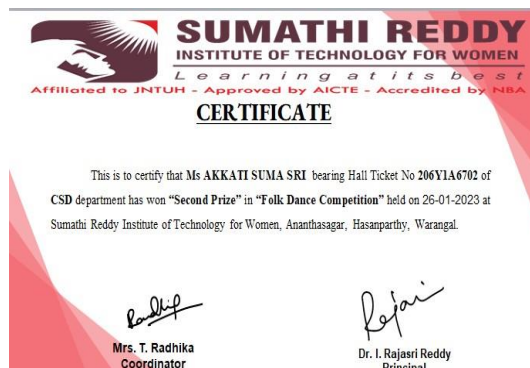 SUMATHI REDDY
INSTITUTE OF TECHNOLOGY FOR WOMEN
Learning at its best
Affiliated to JNTUH - Approved by AICTE - Accredited by NBA
CERTIFICATE
This is to certify that Ms AKKATI SUMA SRI bearing Hall Ticket No 206Y1A6702 of
CSD department has won “Second Prize” in “Folk Dance Competition” held on 26-01-2023 at
Sumathi Reddy Institute of Technology for Women, Ananthasagar, Hasanparthy, Warangal.
Mrs. T. Radhika
Coordinator
Dr. I. Rajasri Reddy
Principal